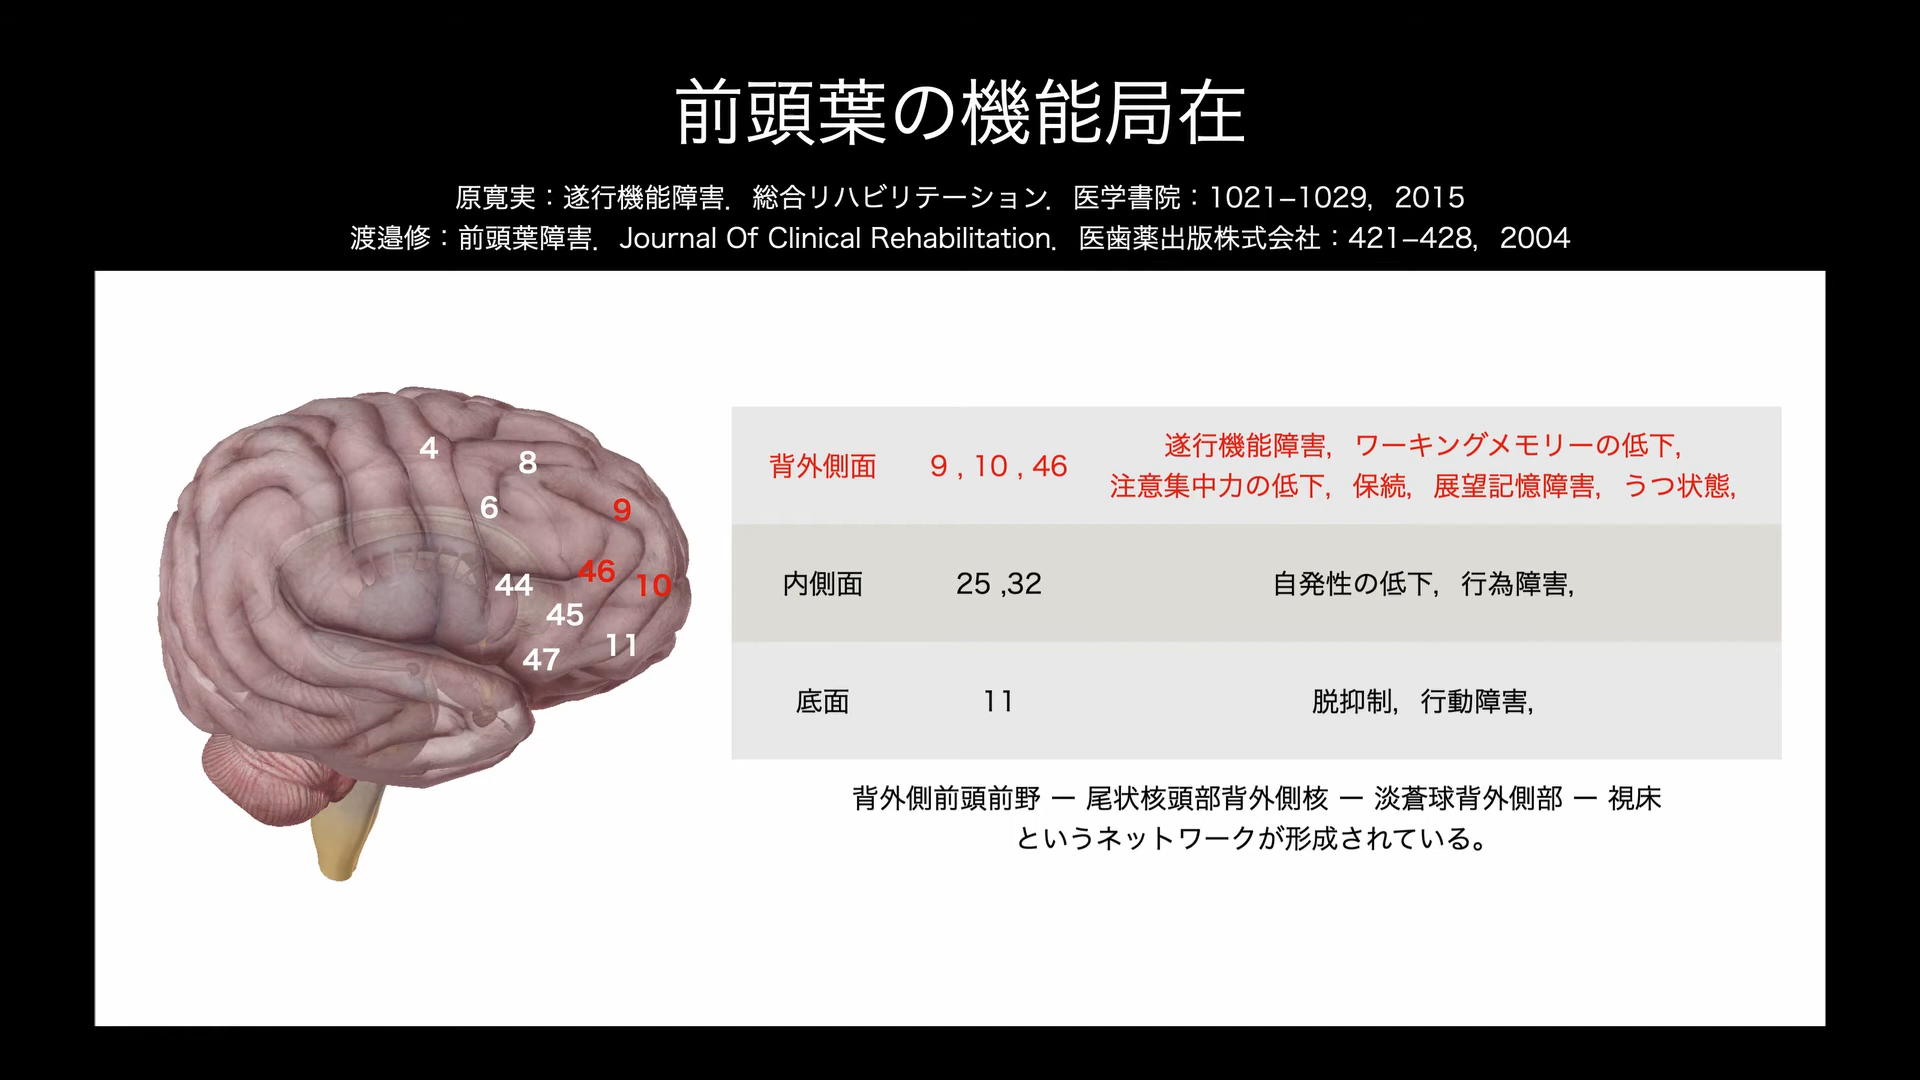 前頭葉の機能局在
原寛実：遂行機能障害．総合リハビリテーション．医学書院：1021–1029，2015
渡邉修：前頭葉障害．Journal Of Clinical Rehabilitation．医歯薬出版株式会社：421–428，2004
4
8
6
9
46
10
44
45
11
47
背外側面 9 , 10 , 46 遂行機能障害，ワーキングメモリーの低下，
注意集中力の低下，保続，展望記憶障害，うつ状態，
内側面 25 ,32 自発性の低下，行為障害，
底面 11 脱抑制，行動障害，
背外側前頭前野 ー 尾状核頭部背外側核 ー 淡蒼球背外側部 ー 視床
というネットワークが形成されている。